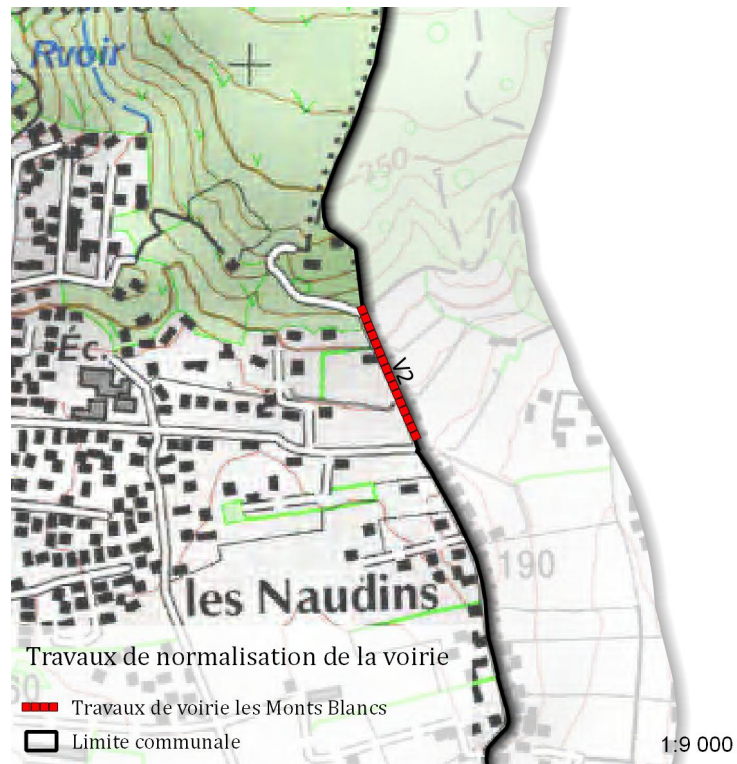 Rvoir
250
Éc.
V2
190
les Naudins
Travaux de normalisation de la voirie
Travaux de voirie les Monts Blancs
Limite communale
1:9 000